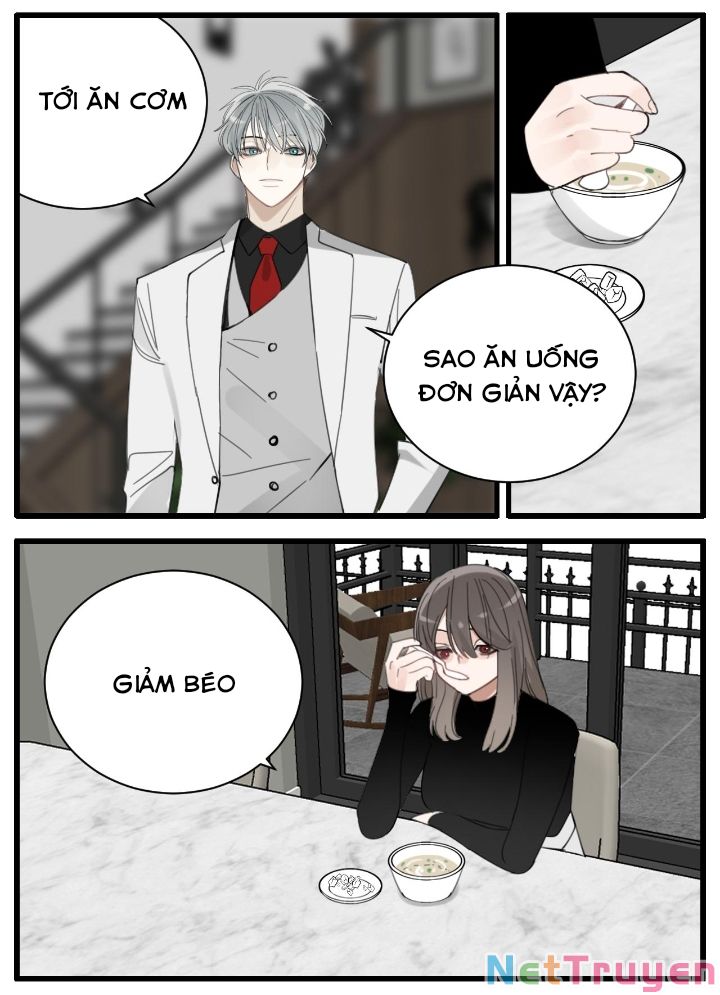 TỚI ĂN CƠM
SAO ĂN UỐNG
ĐƠN GIẢN VẬY?
GIẢM BÉO
NetTruyen